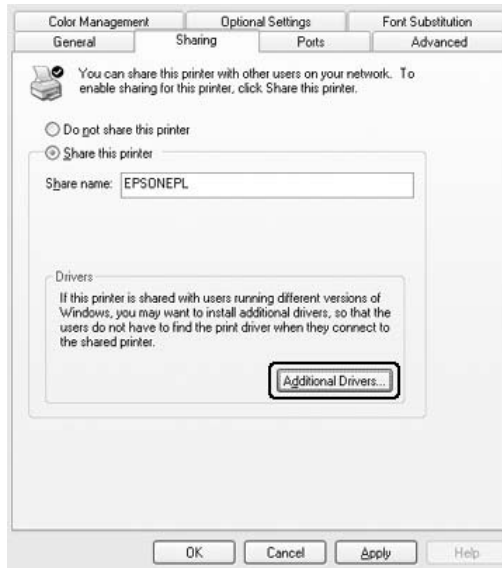 Color Management Optional Settings Font Substitution
General Sharing Ports Advanced
You can share this printer with other users on your network. To
enable sharing for this printer, click Share this printer.
Do not share this printer
Share this printer
Share name: EPSONEPL
Drivers
If this printer is shared with users running different versions of
Windows, you may want to install additional drivers, so that the
users do not have to find the print driver when they connect to
the shared printer.
Additional Drivers...
OK Cancel Apply Help